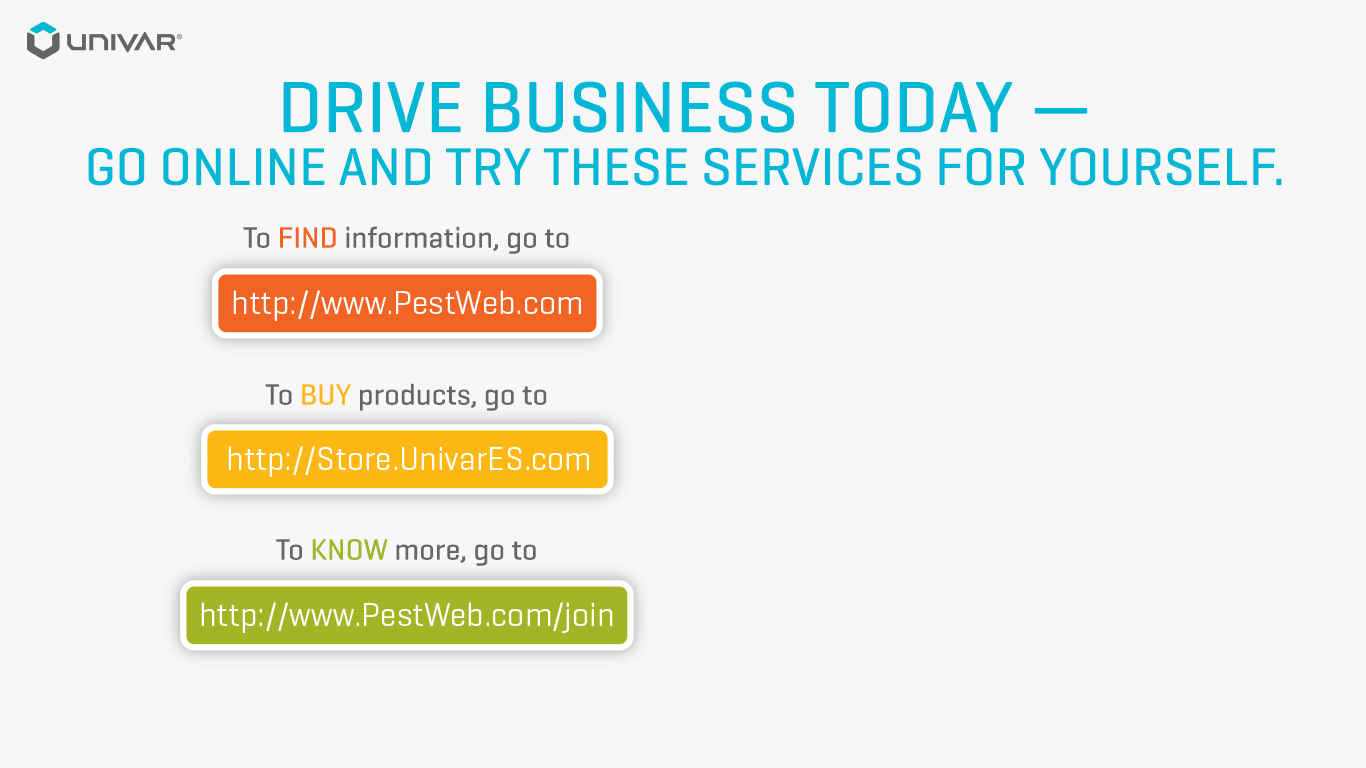 UNIVAR®
DRIVE BUSINESS TODAY —
GO ONLINE AND TRY THESE SERVICES FOR YOURSELF.
To FIND information, go to
http://www.PestWeb.com
To BUY products, go to
http://Store.UnivarES.com
To KNOW more, go to
http://www.PestWeb.com/join